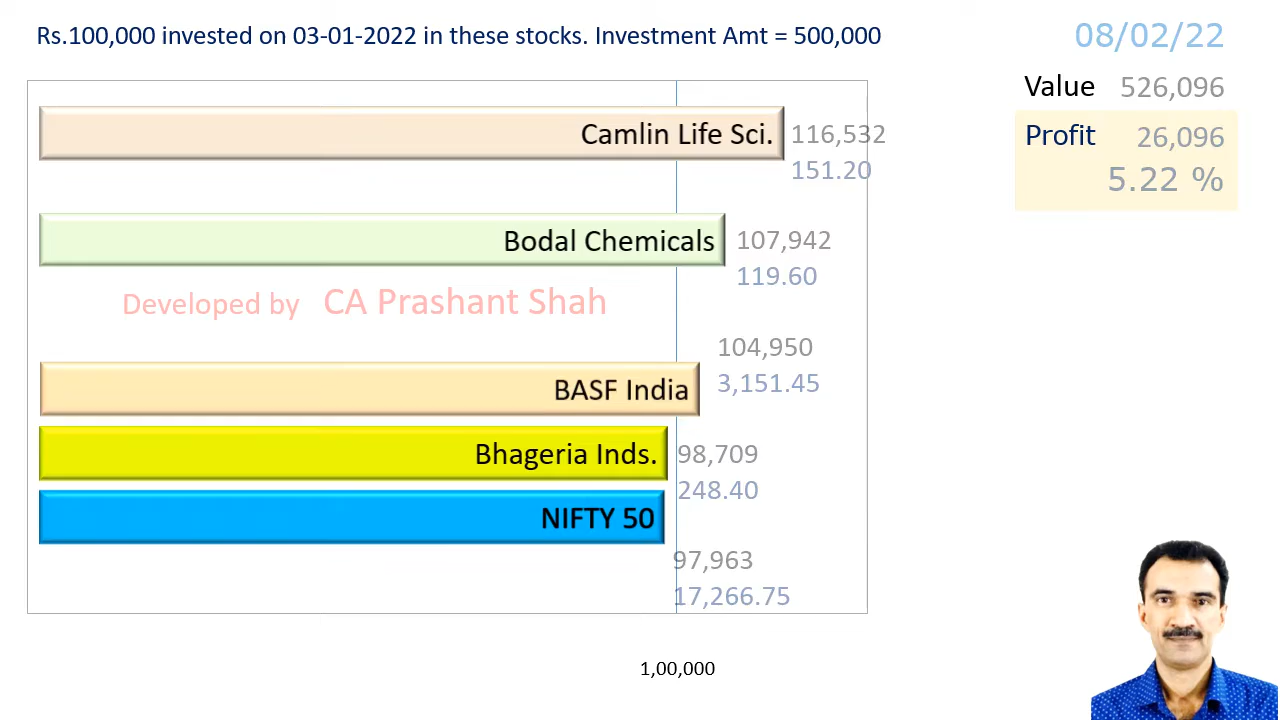 Rs.100,000 invested on 03-01-2022 in these stocks. Investment Amt = 500,000
08/02/22
Value 526,096
Profit 26,096
5.22 %
Camlin Life Sci. 116,532
151.20
Bodal Chemicals 107,942
119.60
Developed by CA Prashant Shah
104,950
BASF India 3,151.45
Bhageria Inds. 98,709
248.40
NIFTY 50
97,963
17,266.75
1,00,000